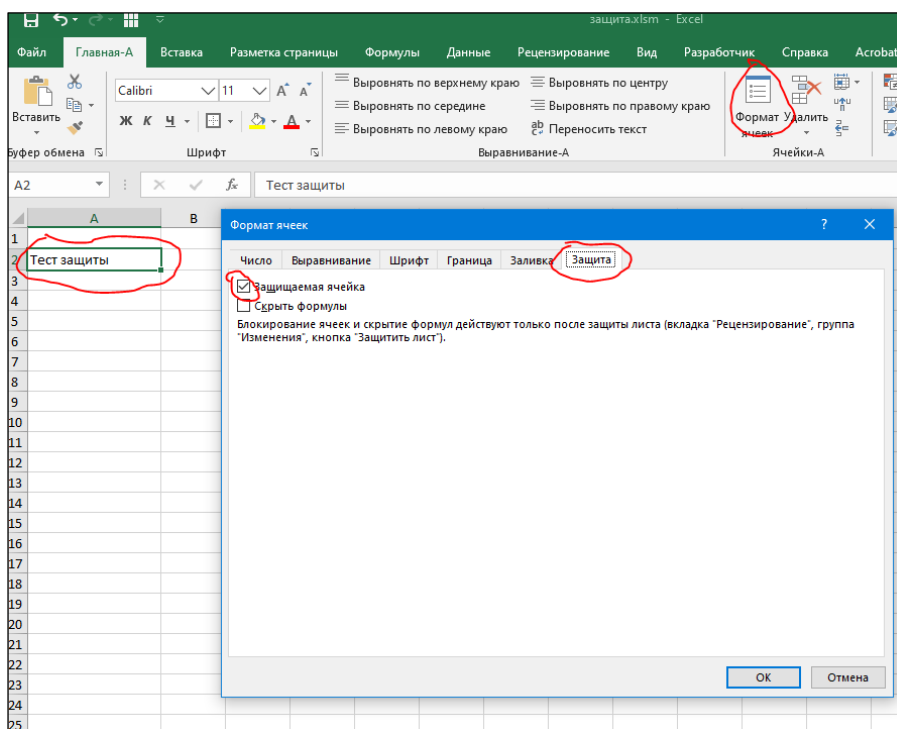 защита.xlsm - Excel
Файл Главная-А Вставка Разметка страницы Формулы Данные Рецензирование Вид Разработчик Справка Acrobat
Вставить
Calibri 11 A A
Ж К Ч A
Выровнять по верхнему краю Выровнять по центру
Выровнять по середине Выровнять по правому краю
Выровнять по левому краю Переносить текст
Формат ячеек Удалить
Буфер обмена Шрифт Выравнивание-А Ячейки-А
A2 fx Тест защиты
A B
1
2 Тест защиты
3
4
5
6
7
8
9
10
11
12
13
14
15
16
17
18
19
20
21
22
23
24
25
Формат ячеек ? ×
Число Выравнивание Шрифт Граница Заливка Защита
Защищаемая ячейка
Скрыть формулы
Блокирование ячеек и скрытие формул действуют только после защиты листа (вкладка "Рецензирование", группа
"Изменения", кнопка "Защитить лист").
ОК Отмена